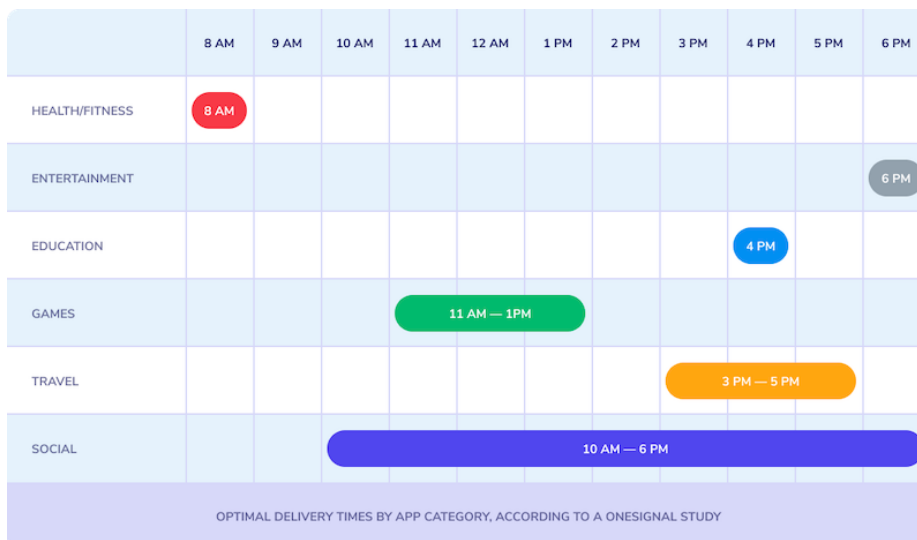 8 AM 9 AM 10 AM 11 AM 12 AM 1 PM 2 PM 3 PM 4 PM 5 PM 6 PM
HEALTH/FITNESS 8 AM
ENTERTAINMENT 6 PM
EDUCATION 4 PM
GAMES 11 AM — 1PM
TRAVEL 3 PM — 5 PM
SOCIAL 10 AM — 6 PM
OPTIMAL DELIVERY TIMES BY APP CATEGORY, ACCORDING TO A ONESIGNAL STUDY